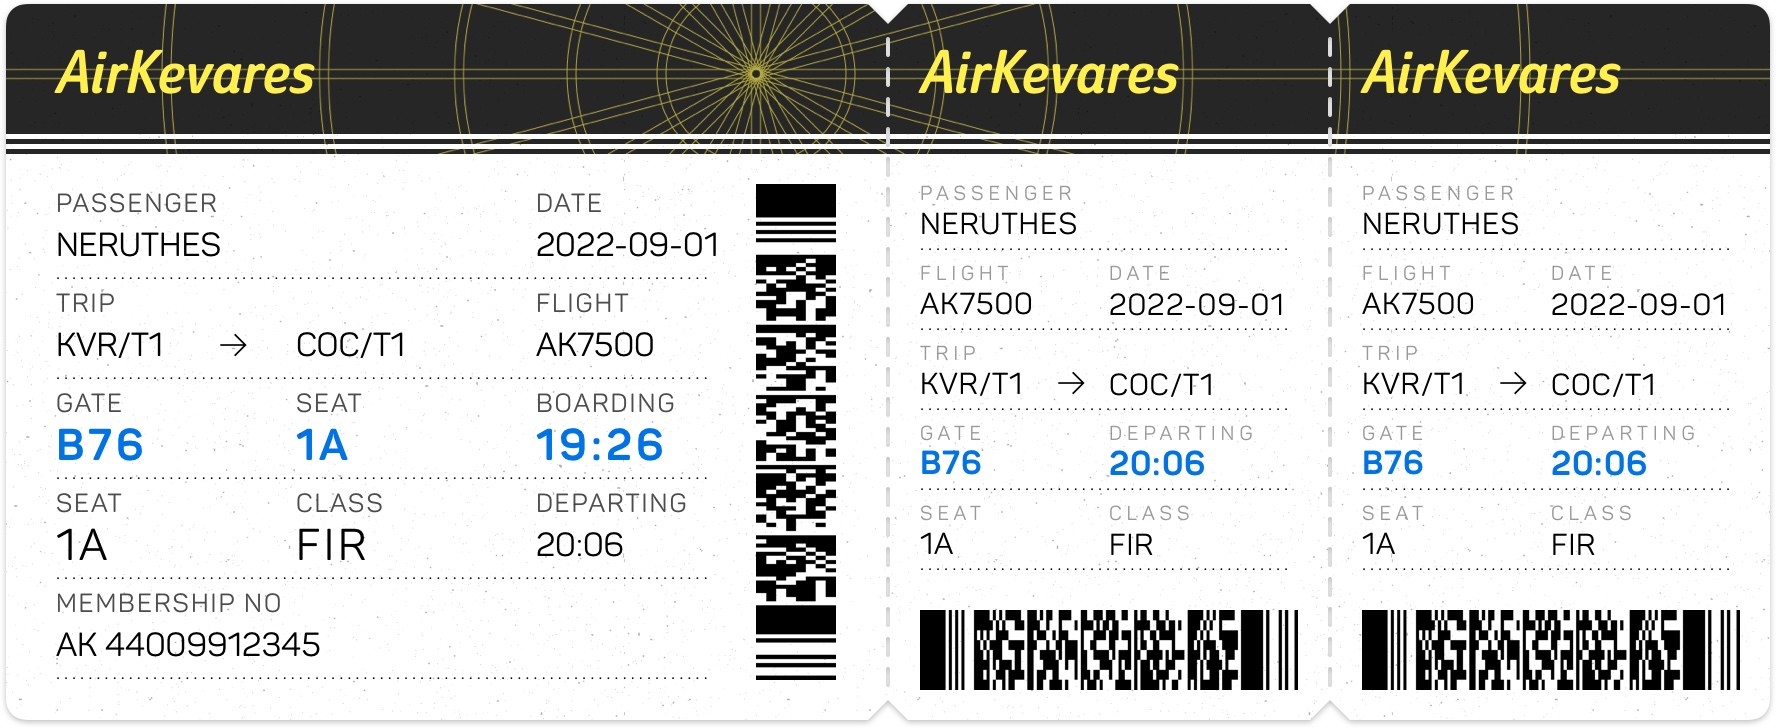 AirKevares
PASSENGER DATE
NERUTHES 2022-09-01
TRIP FLIGHT
KVR/T1 → COC/T1 AK7500
GATE SEAT BOARDING
B76 1A 19:26
SEAT CLASS DEPARTING
1A FIR 20:06
MEMBERSHIP NO
AK 44009912345
AirKevares
PASSENGER
NERUTHES
FLIGHT DATE
AK7500 2022-09-01
TRIP
KVR/T1 → COC/T1
GATE DEPARTING
B76 20:06
SEAT CLASS
1A FIR
AirKevares
PASSENGER
NERUTHES
FLIGHT DATE
AK7500 2022-09-01
TRIP
KVR/T1 → COC/T1
GATE DEPARTING
B76 20:06
SEAT CLASS
1A FIR